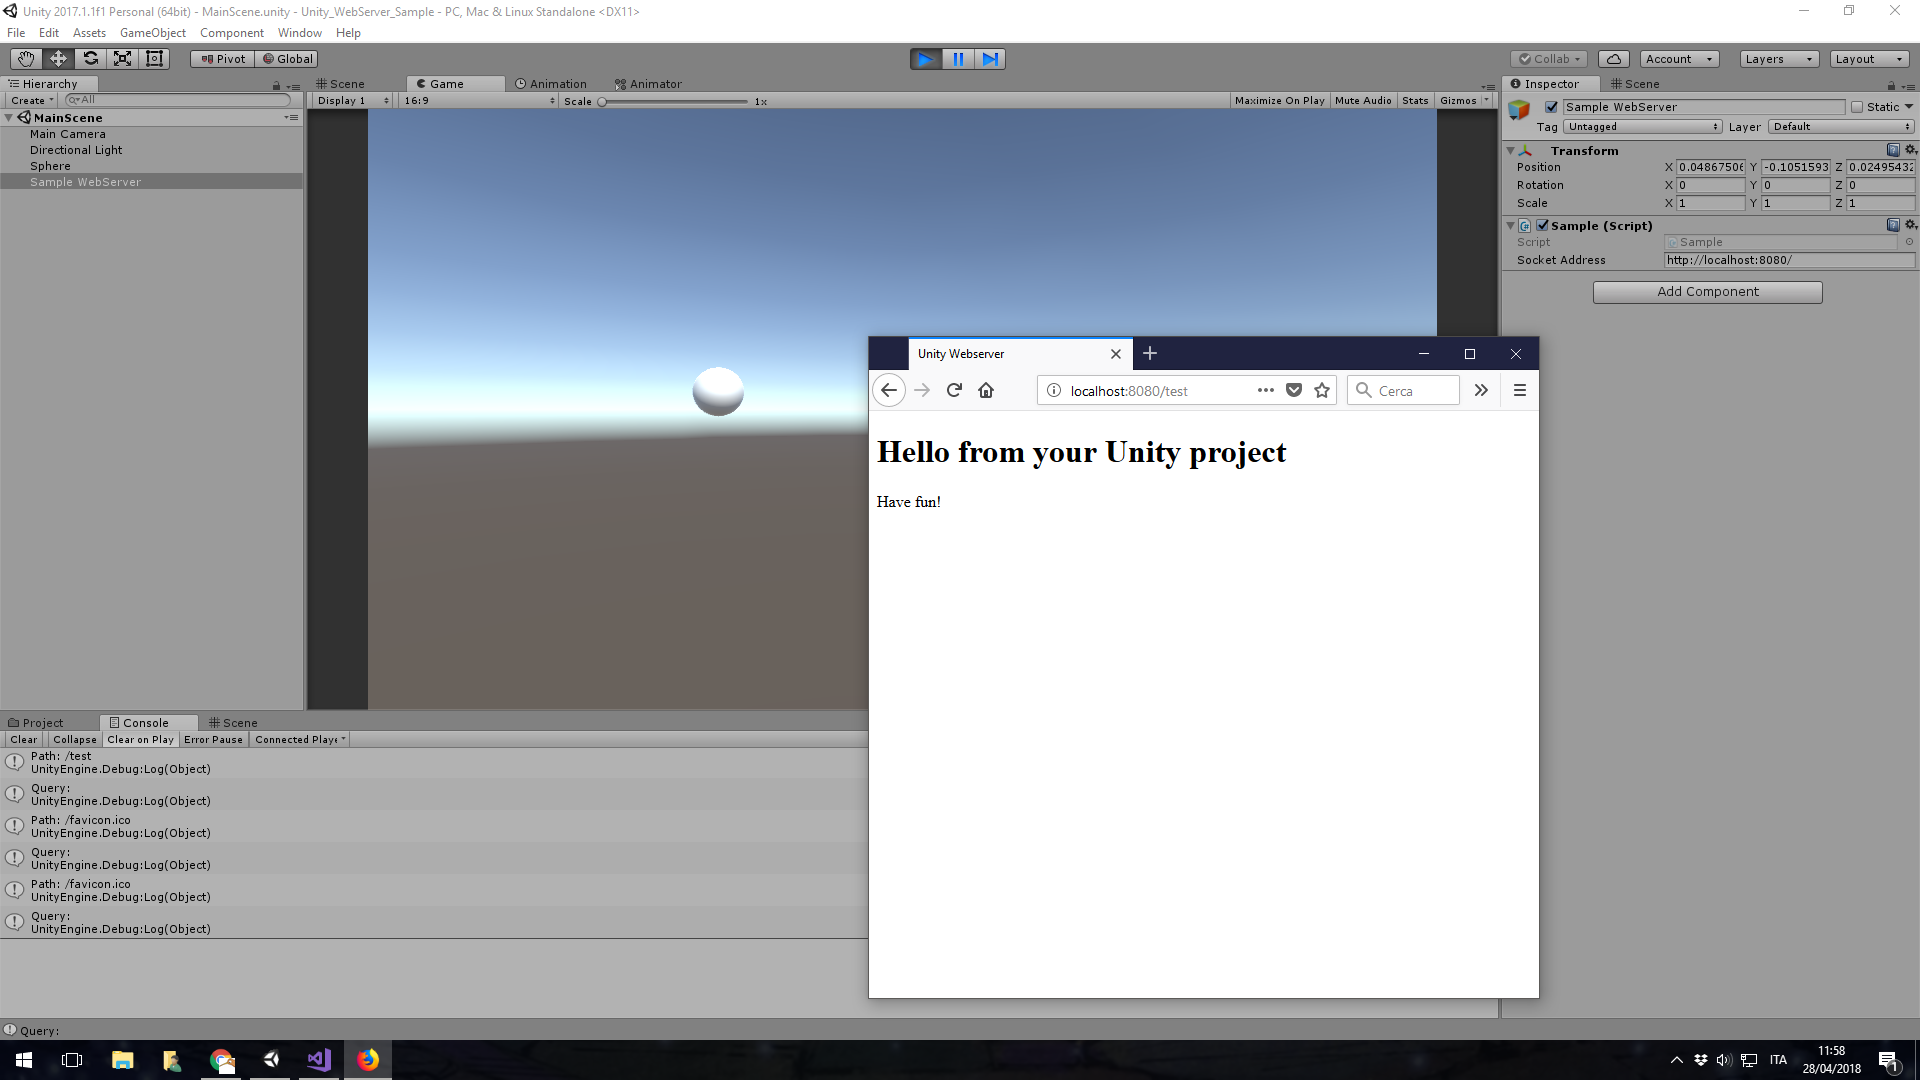 Unity 2017.1.1f1 Personal (64bit) - MainScene.unity - Unity_WebServer_Sample - PC, Mac & Linux Standalone <DX11>
File Edit Assets GameObject Component Window Help
Pivot Global Collab Account Layers Layout
Hierarchy
Create All
MainScene
Main Camera
Directional Light
Sphere
Sample WebServer
Scene Game Animation Animator
Display 1 16:9 Scale 1x Maximize On Play Mute Audio Stats Gizmos
Inspector Scene
Sample WebServer Static
Tag Untagged Layer Default
Transform
Position X 0.04867506 Y -0.1051593 Z 0.02495432
Rotation X 0 Y 0 Z 0
Scale X 1 Y 1 Z 1
Sample (Script)
Script Sample
Socket Address http://localhost:8080/
Add Component
Unity Webserver
localhost:8080/test Cerca
Hello from your Unity project
Have fun!
Project Console Scene
Clear Collapse Clear on Play Error Pause Connected Playe
Path: /test
UnityEngine.Debug:Log(Object)
Query:
UnityEngine.Debug:Log(Object)
Path: /favicon.ico
UnityEngine.Debug:Log(Object)
Query:
UnityEngine.Debug:Log(Object)
Path: /favicon.ico
UnityEngine.Debug:Log(Object)
Query:
UnityEngine.Debug:Log(Object)
Query:
ITA
11:58
28/04/2018
1